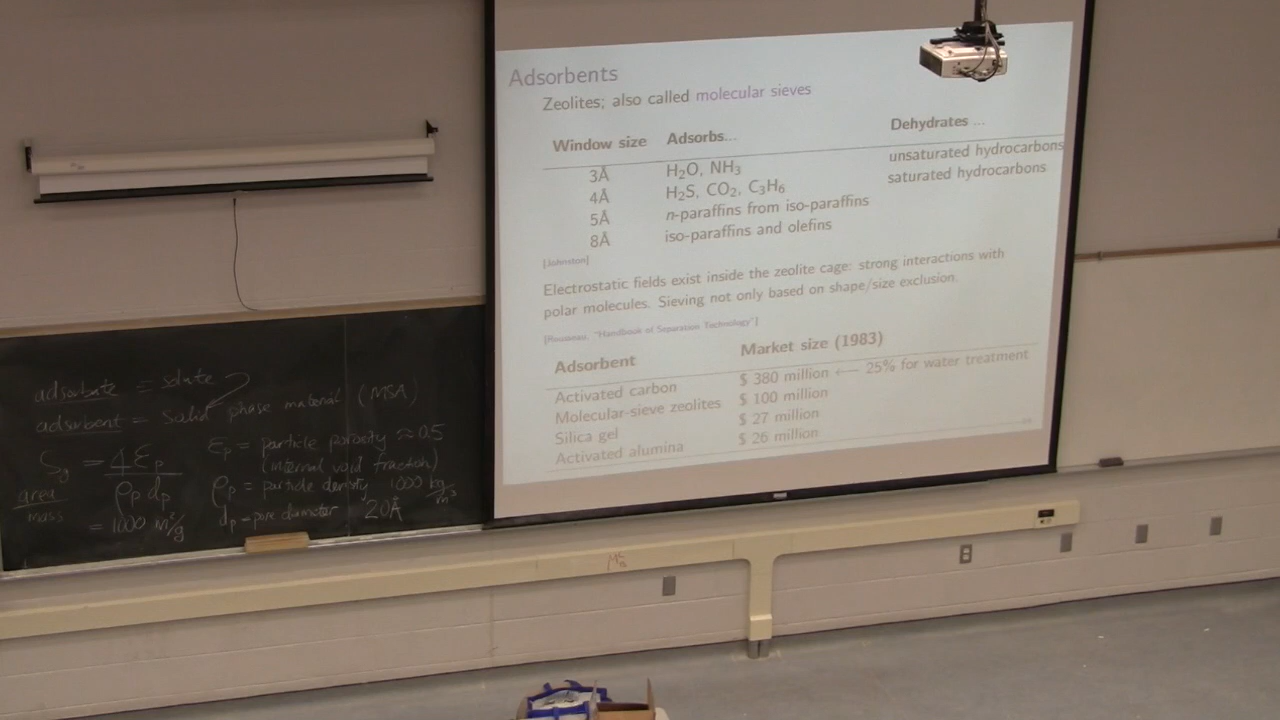 adsorbate = solute
adsorbent = Solid phase material (MSA)
Sg = 4εp / ρp dp
area / mass
= 1000 m²/g
εp = particle porosity ≈ 0.5
(internal void fraction)
ρp = particle density 1000 kg/m³
dp = pore diameter 20Å
Adsorbents
Zeolites; also called molecular sieves
Window size Adsorbs... Dehydrates ...
3Å H₂O, NH₃ unsaturated hydrocarbons
4Å H₂S, CO₂, C₃H₆ saturated hydrocarbons
5Å n-paraffins from iso-paraffins
8Å iso-paraffins and olefins
[Johnston]
Electrostatic fields exist inside the zeolite cage: strong interactions with
polar molecules. Sieving not only based on shape/size exclusion.
[Rousseau, "Handbook of Separation Technology"]
Adsorbent Market size (1983)
Activated carbon $ 380 million ← 25% for water treatment
Molecular-sieve zeolites $ 100 million
Silica gel $ 27 million
Activated alumina $ 26 million